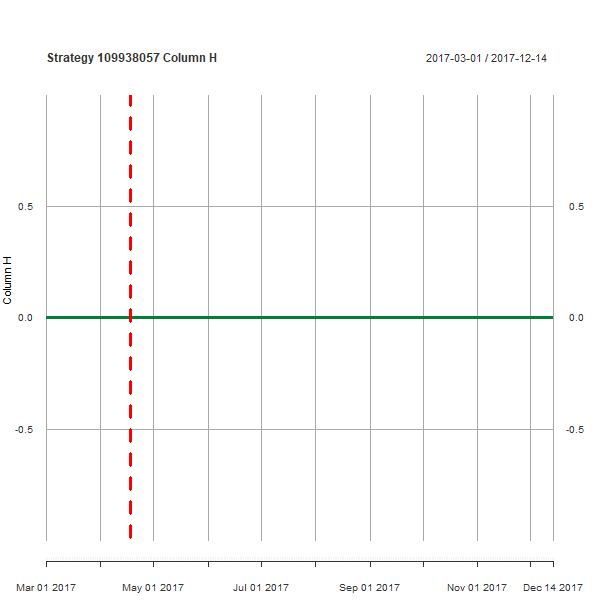 Strategy 109938057 Column H
2017-03-01 / 2017-12-14
0.5
0.5
Column H
0.0
0.0
-0.5
-0.5
Mar 01 2017
May 01 2017
Jul 01 2017
Sep 01 2017
Nov 01 2017
Dec 14 2017